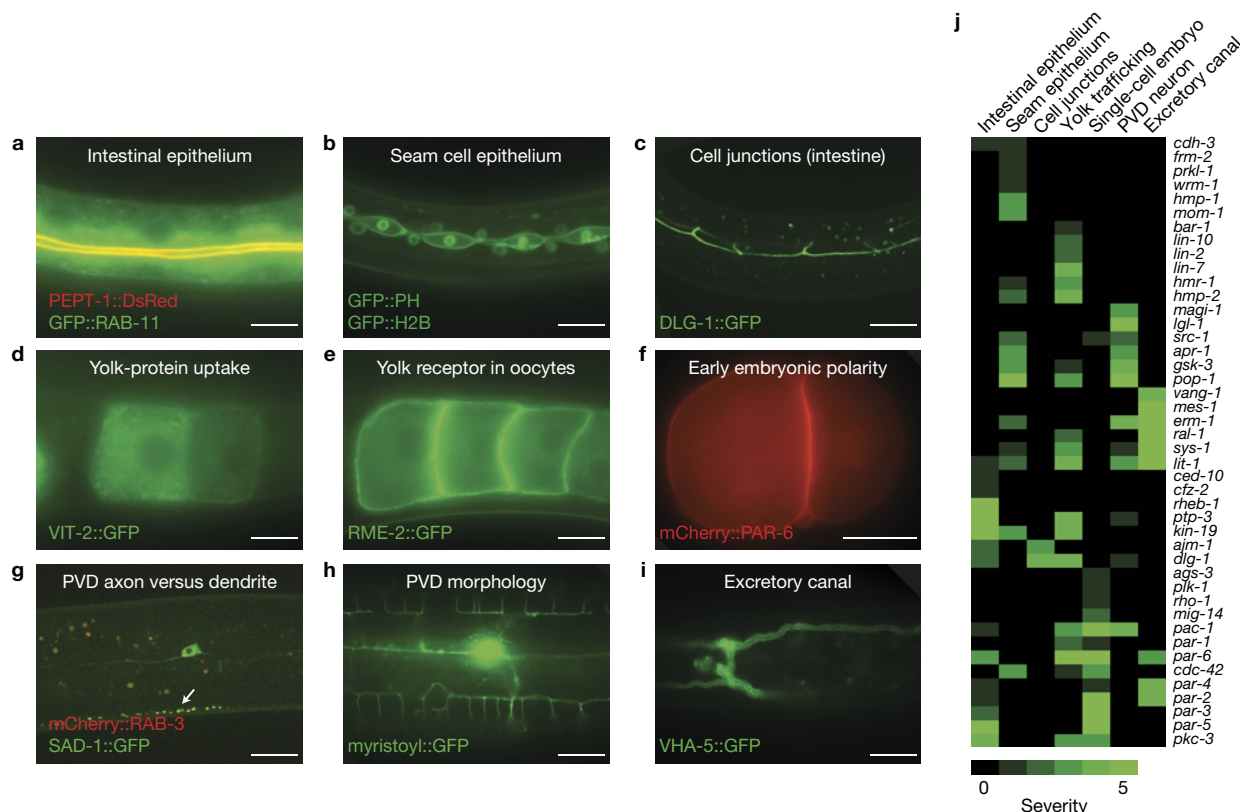 a
Intestinal epithelium
PEPT-1::DsRed
GFP::RAB-11
b
Seam cell epithelium
GFP::PH
GFP::H2B
c
Cell junctions (intestine)
DLG-1::GFP
d
Yolk-protein uptake
VIT-2::GFP
e
Yolk receptor in oocytes
RME-2::GFP
f
Early embryonic polarity
mCherry::PAR-6
g
PVD axon versus dendrite
mCherry::RAB-3
SAD-1::GFP
h
PVD morphology
myristoyl::GFP
i
Excretory canal
VHA-5::GFP
j
Intestinal epithelium
Seam epithelium
Cell junctions
Yolk trafficking
Single-cell embryo
PVD neuron
Excretory canal
cdh-3
frm-2
prkl-1
wrm-1
hmp-1
mom-1
bar-1
lin-10
lin-2
lin-7
hmr-1
hmp-2
magi-1
lgl-1
src-1
apr-1
gsk-3
pop-1
vang-1
mes-1
erm-1
ral-1
sys-1
lit-1
ced-10
cfz-2
rheb-1
ptp-3
kin-19
ajm-1
dlg-1
ags-3
plk-1
rho-1
mig-14
pac-1
par-1
par-6
cdc-42
par-4
par-2
par-3
par-5
pkc-3
0 5
Severity